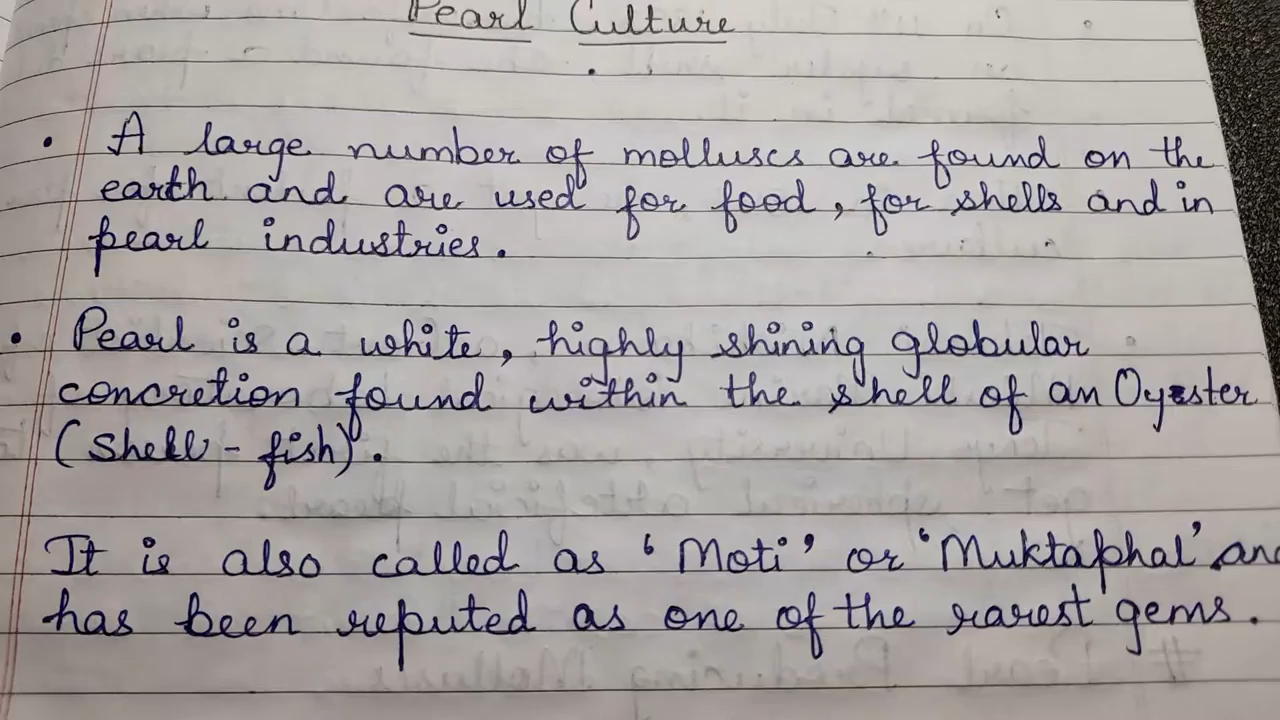 Pearl Culture
• A large number of molluscs are found on the
earth and are used for food, for shells and in
pearl industries.
• Pearl is a white, highly shining globular
concretion found within the shell of an Oyester
(Shell - fish).
It is also called as 'Moti' or 'Muktaphal' and
has been reputed as one of the rarest gems.